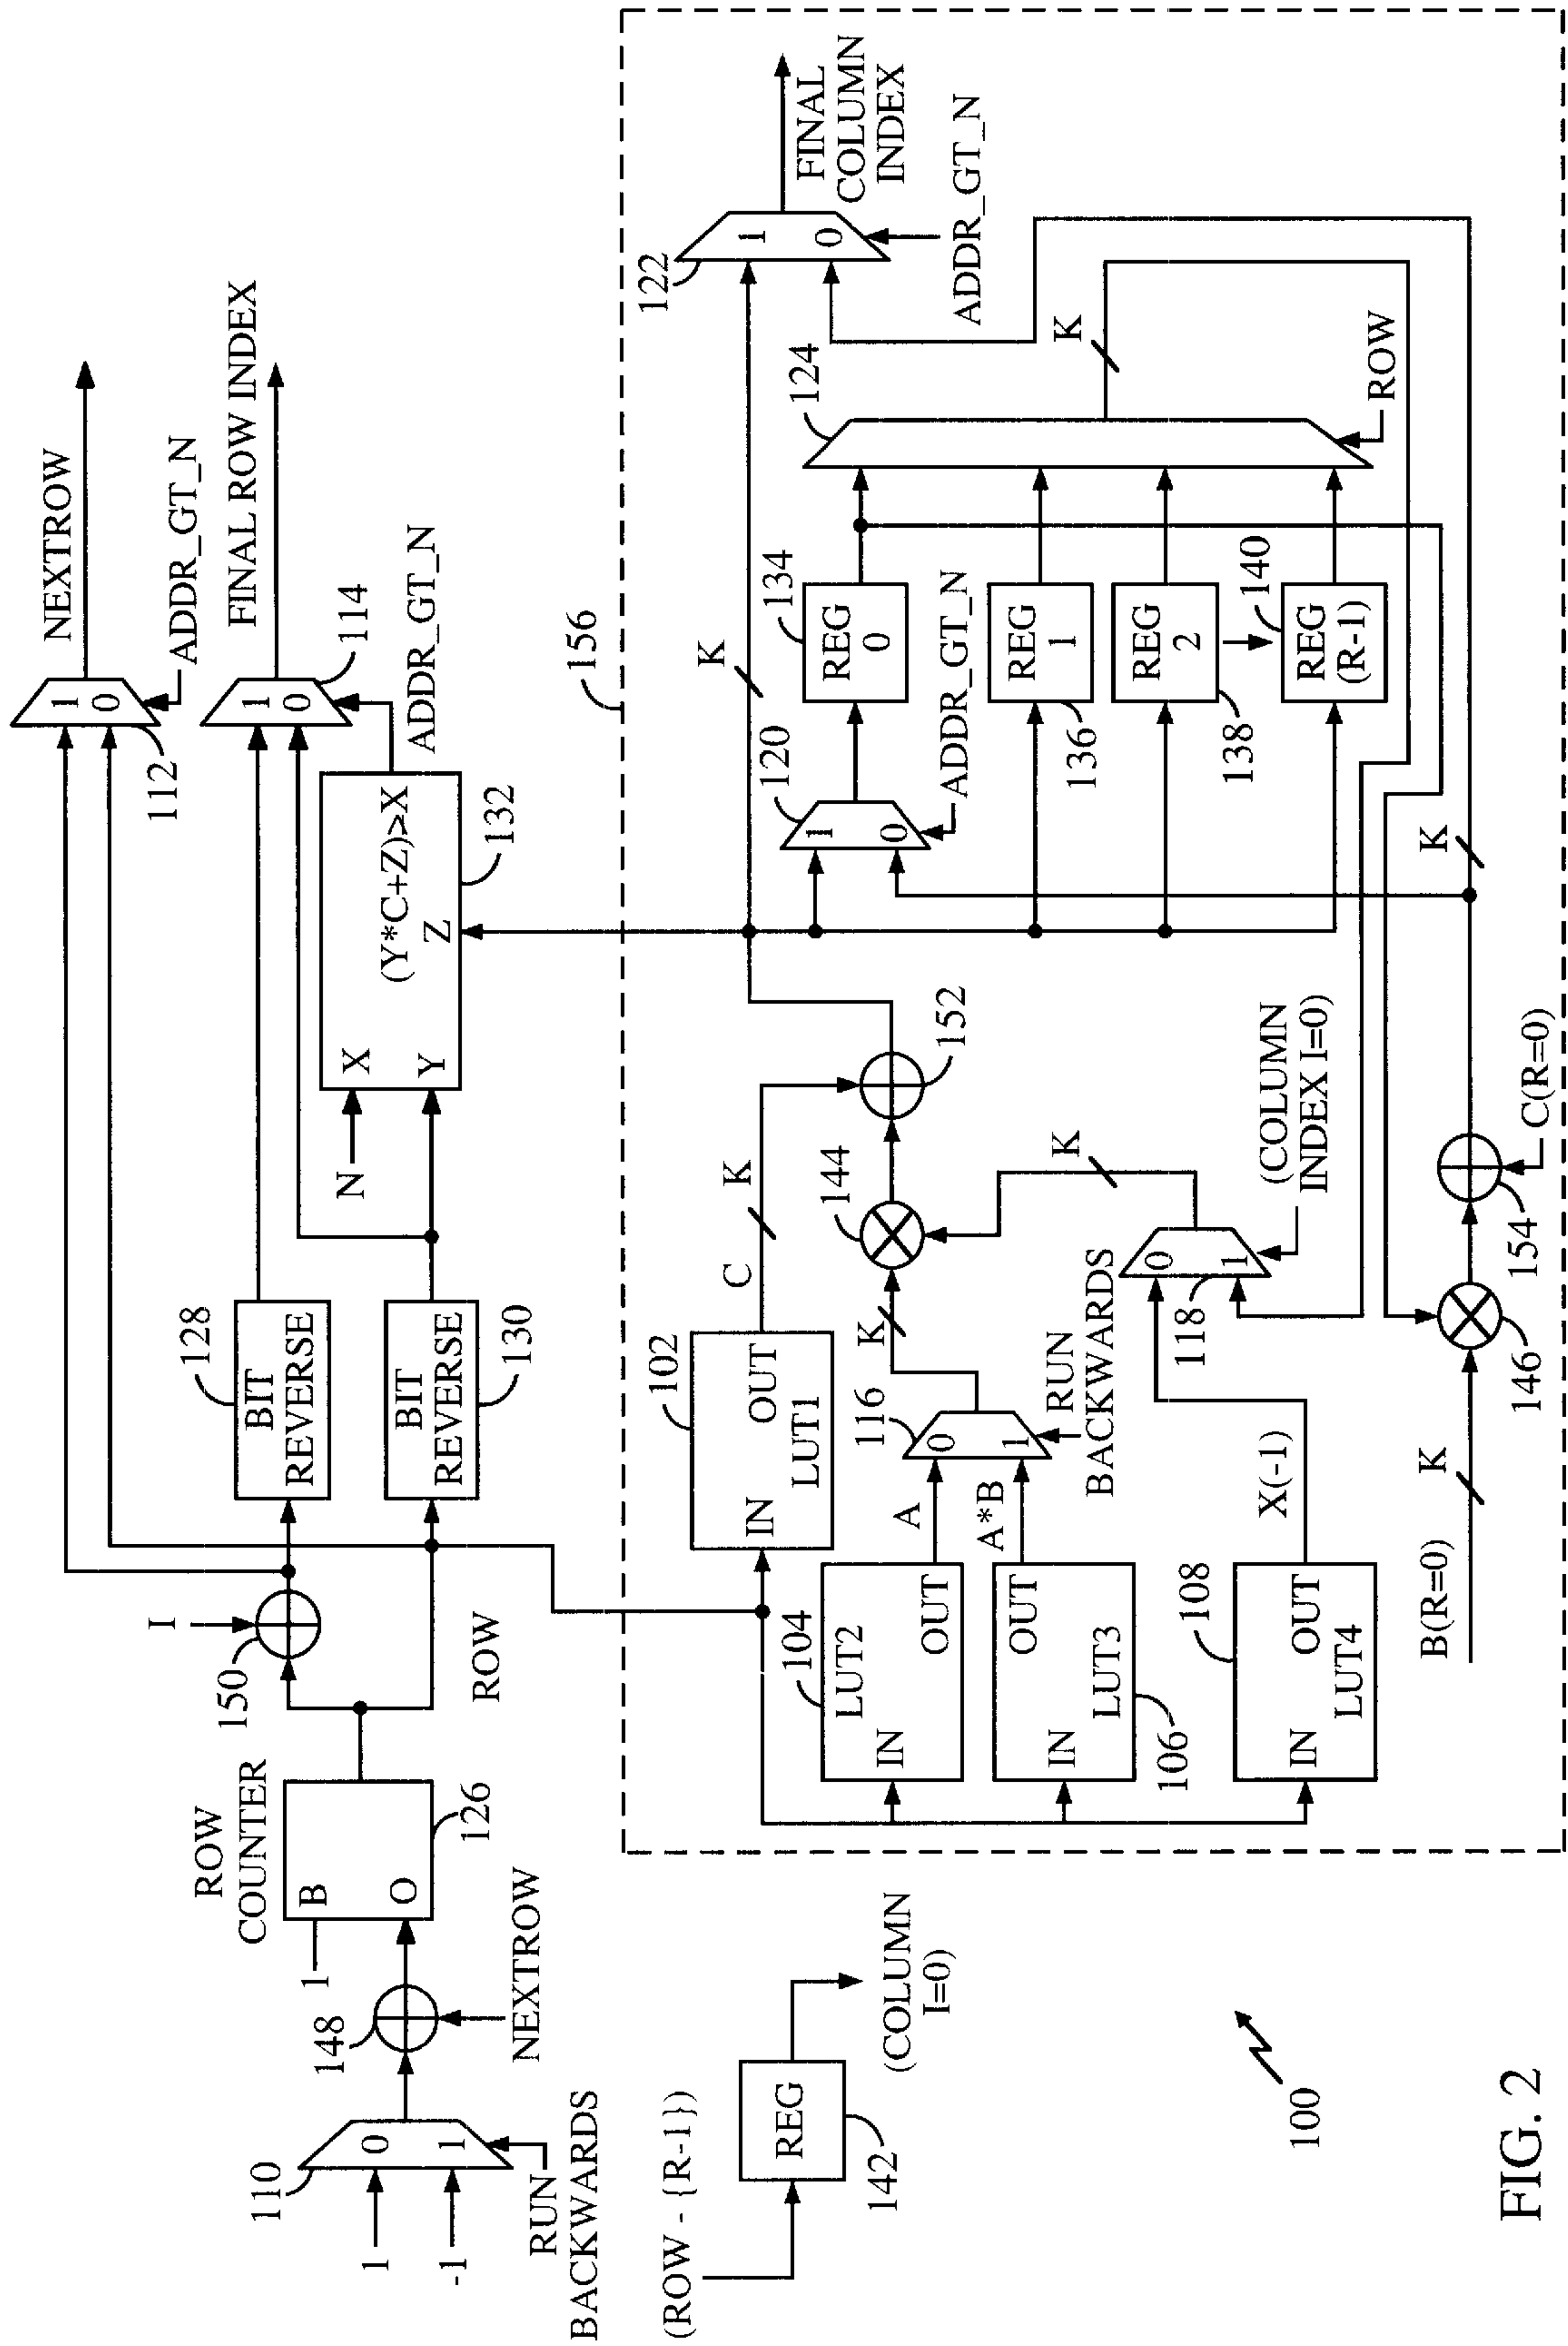 NEXTROW
ADDR_GT_N
1
0
112
FINAL ROW INDEX
1
0
114
ADDR_GT_N
I
150
BIT
REVERSE
128
BIT
REVERSE
130
N
X
Y
(Y*C+Z)>X
Z
132
ROW
ROW
COUNTER
B
O
126
1
148
NEXTROW
110
0
1
1
-1
RUN
BACKWARDS
(ROW - {R-1})
REG
142
(COLUMN
I=0)
156
102
IN
OUT
LUT1
C
K
104
LUT2
IN
OUT
A
OUT
IN
LUT3
106
A*B
116
0
1
RUN
BACKWARDS
K
108
IN
OUT
LUT4
X(-1)
118
0
1
(COLUMN
INDEX I=0)
K
144
152
K
120
1
0
ADDR_GT_N
134
REG
0
REG
1
136
REG
2
138
140
REG
(R-1)
124
ROW
K
122
1
0
ADDR_GT_N
FINAL
COLUMN
INDEX
B(R=0)
K
146
154
C(R=0)
K
100
FIG. 2